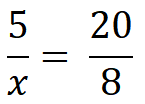 5/x = 20/8